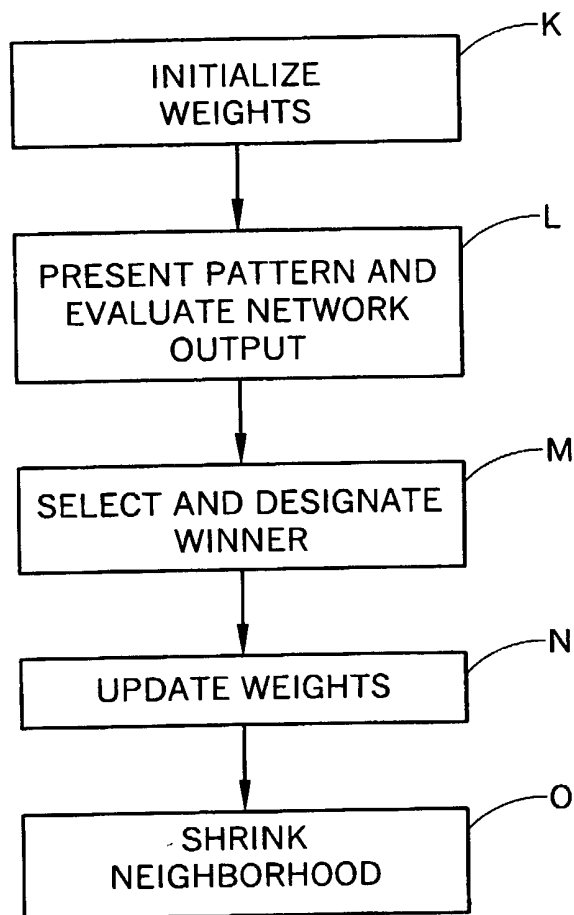 K
INITIALIZE
WEIGHTS
L
PRESENT PATTERN AND
EVALUATE NETWORK
OUTPUT
M
SELECT AND DESIGNATE
WINNER
N
UPDATE WEIGHTS
O
SHRINK
NEIGHBORHOOD